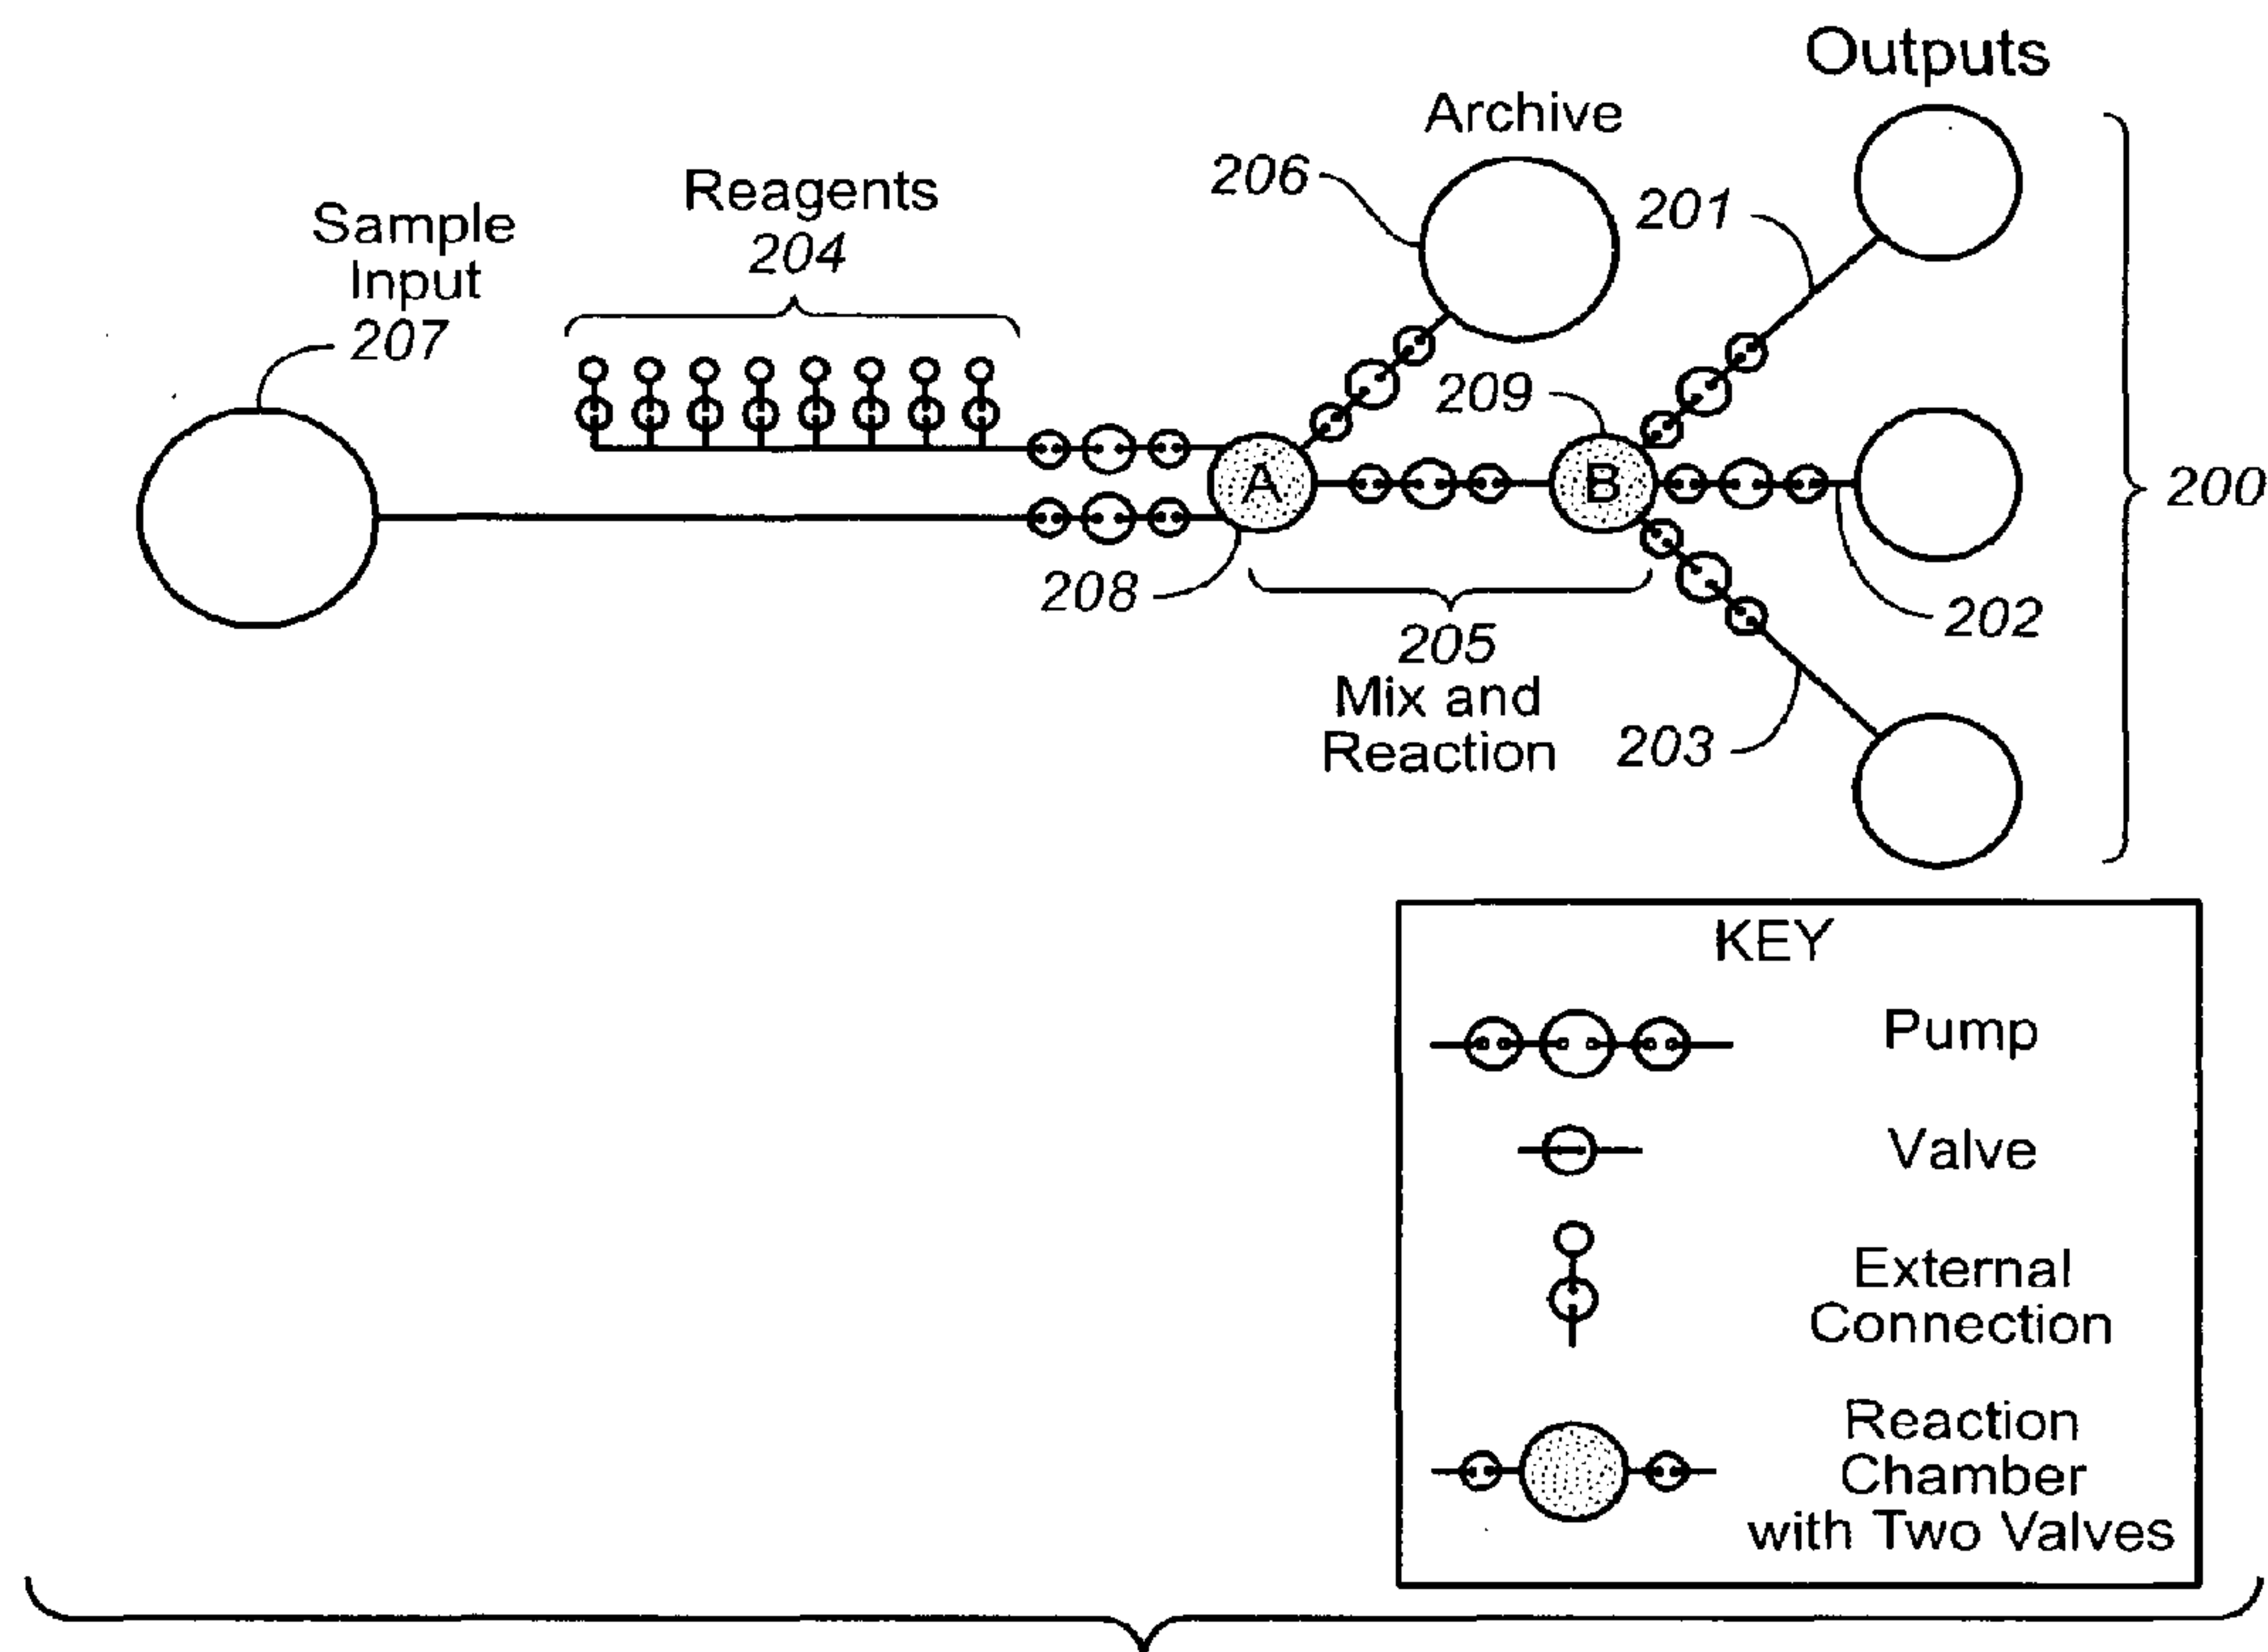 Outputs
Archive
206
201
Reagents
204
Sample
Input
207
209
A
B
200
208
205
Mix and
Reaction
202
203
KEY
Pump
Valve
External
Connection
Reaction
Chamber
with Two Valves